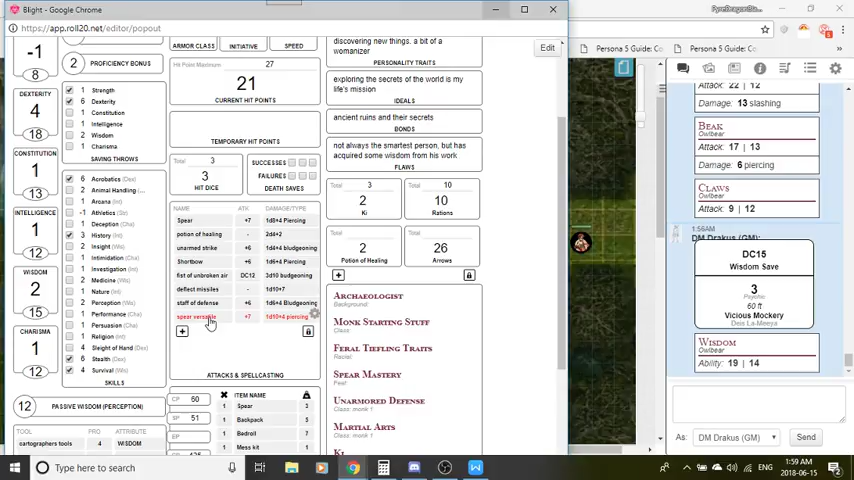 Blight - Google Chrome
https://app.roll20.net/editor/popout
Edit
-1
8
DEXTERITY
4
18
CONSTITUTION
1
13
INTELLIGENCE
1
12
WISDOM
2
15
CHARISMA
1
12
2 PROFICIENCY BONUS
1 Strength
6 Dexterity
1 Constitution
1 Intelligence
2 Wisdom
1 Charisma
SAVING THROWS
6 Acrobatics (Dex)
2 Animal Handling (...
1 Arcana (Int)
-1 Athletics (Str)
1 Deception (Cha)
3 History (Int)
2 Insight (Wis)
1 Intimidation (Cha)
1 Investigation (Int)
2 Medicine (Wis)
1 Nature (Int)
2 Perception (Wis)
1 Performance (Cha)
1 Persuasion (Cha)
1 Religion (Int)
4 Sleight of Hand (Dex)
6 Stealth (Dex)
4 Survival (Wis)
SKILLS
12 PASSIVE WISDOM (PERCEPTION)
TOOL PRO ATTRIBUTE
cartographers tools 4 WISDOM
ARMOR CLASS INITIATIVE SPEED
Hit Point Maximum 27
21
CURRENT HIT POINTS
TEMPORARY HIT POINTS
Total 3
3
HIT DICE
SUCCESSES
FAILURES
DEATH SAVES
NAME ATK DAMAGE/TYPE
Spear +7 1d8+4 Piercing
potion of healing - 2d4+2
unarmed strike +6 1d4+4 bludgeoning
Shortbow +6 1d6+4 Piercing
fist of unbroken air DC12 3d10 budgeoning
deflect missiles - 1d10+7
staff of defense +6 1d6+4 Bludgeoning
spear versatile +7 1d10+4 piercing
ATTACKS & SPELLCASTING
CP 60
SP 51
EP
ITEM NAME
1 Spear 3
1 Backpack 5
1 Bedroll 7
1 Mess kit
discovering new things. a bit of a
womanizer
PERSONALITY TRAITS
exploring the secrets of the world is my
life's mission
IDEALS
ancient ruins and their secrets
BONDS
not always the smartest person, but has
acquired some wisdom from his work
FLAWS
Total 3
2
Ki
Total 10
10
Rations
Total
2
Potion of Healing
Total
26
Arrows
ARCHAEOLOGIST
Background:
MONK STARTING STUFF
FERAL TIEFLING TRAITS
Racial:
SPEAR MASTERY
Feat
UNARMORED DEFENSE
Class: monk 1
MARTIAL ARTS
Class: monk 1
KI
PyreDragonSta...
Persona 5 Guide: Co
Persona 5 Guide: Co
Attack: 22 | 12
Damage: 13 slashing
BEAK
Owlbear
Attack: 17 | 13
Damage: 6 piercing
CLAWS
Owlbear
Attack: 9 | 12
1:56AM
DM Drakus (GM):
DC15
Wisdom Save
3
Psychic
60 ft
Vicious Mockery
WISDOM
Owlbear
Ability: 19 | 14
As: DM Drakus (GM)
Send
Type here to search
ENG
1:59 AM
2018-06-15